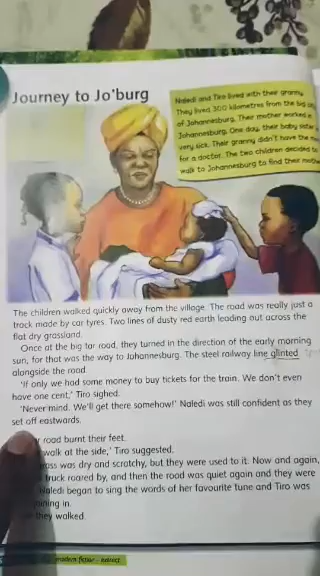 Journey to Jo'burg
Naledi and Tiro lived with their granny.
They lived 300 kilometres from the big
of Johannesburg. Their mother worked
Johannesburg. One day, their baby sister
very sick. Their granny didn't have the
for a doctor. The two children decided to
walk to Johannesburg to find their
The children walked quickly away from the village. The road was really just a
track made by car tyres. Two lines of dusty red earth leading out across the
flat dry grassland.
Once at the big tar road, they turned in the direction of the early morning
sun, for that was the way to Johannesburg. The steel railway line glinted
alongside the road.
'If only we had some money to buy tickets for the train. We don't even
have one cent,' Tiro sighed.
'Never mind. We'll get there somehow!' Naledi was still confident as they
set off eastwards.
road burnt their feet.
walk at the side,' Tiro suggested.
was dry and scratchy, but they were used to it. Now and again,
truck roared by, and then the road was quiet again and they were
Naledi began to sing the words of her favourite tune and Tiro was
in.
they walked.
modern fiction - extract